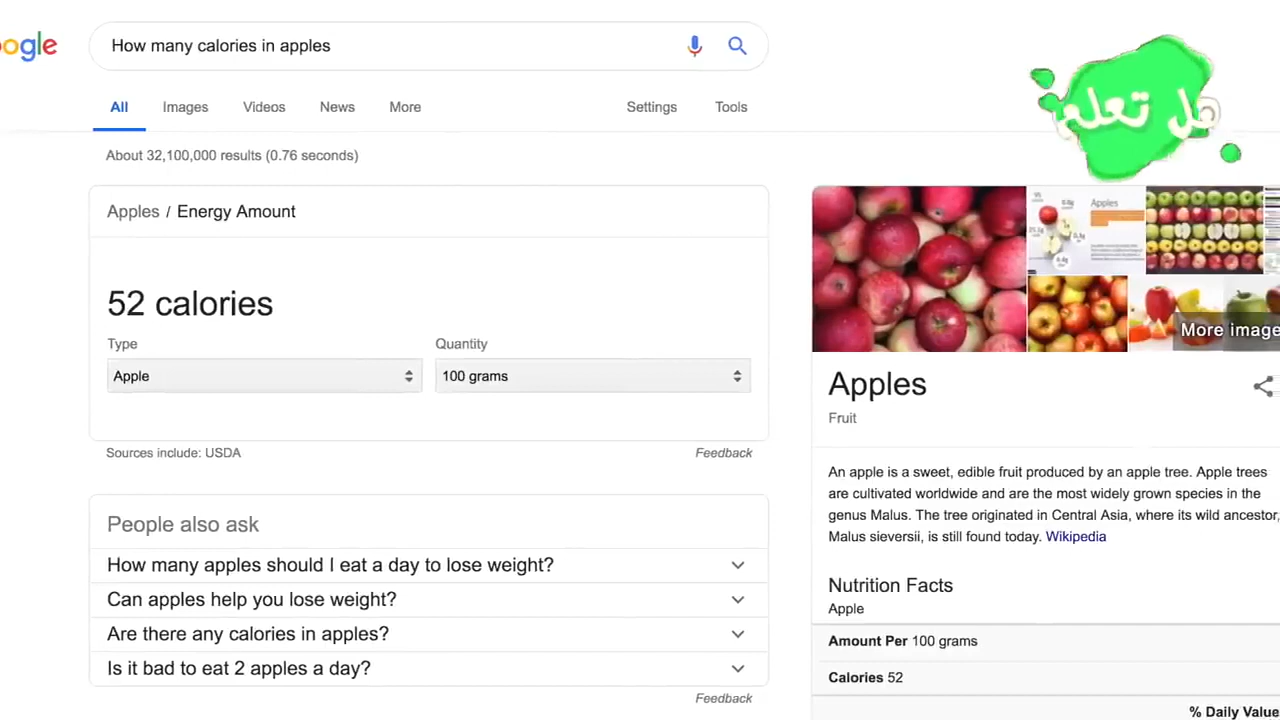 ogle
How many calories in apples
All Images Videos News More Settings Tools
هل تعلم
About 32,100,000 results (0.76 seconds)
Apples / Energy Amount
52 calories
Type Quantity
Apple 100 grams
Sources include: USDA Feedback
People also ask
How many apples should I eat a day to lose weight?
Can apples help you lose weight?
Are there any calories in apples?
Is it bad to eat 2 apples a day?
Feedback
Apples
More image
Apples
Fruit
An apple is a sweet, edible fruit produced by an apple tree. Apple trees
are cultivated worldwide and are the most widely grown species in the
genus Malus. The tree originated in Central Asia, where its wild ancestor,
Malus sieversii, is still found today. Wikipedia
Nutrition Facts
Apple
Amount Per 100 grams
Calories 52
% Daily Value